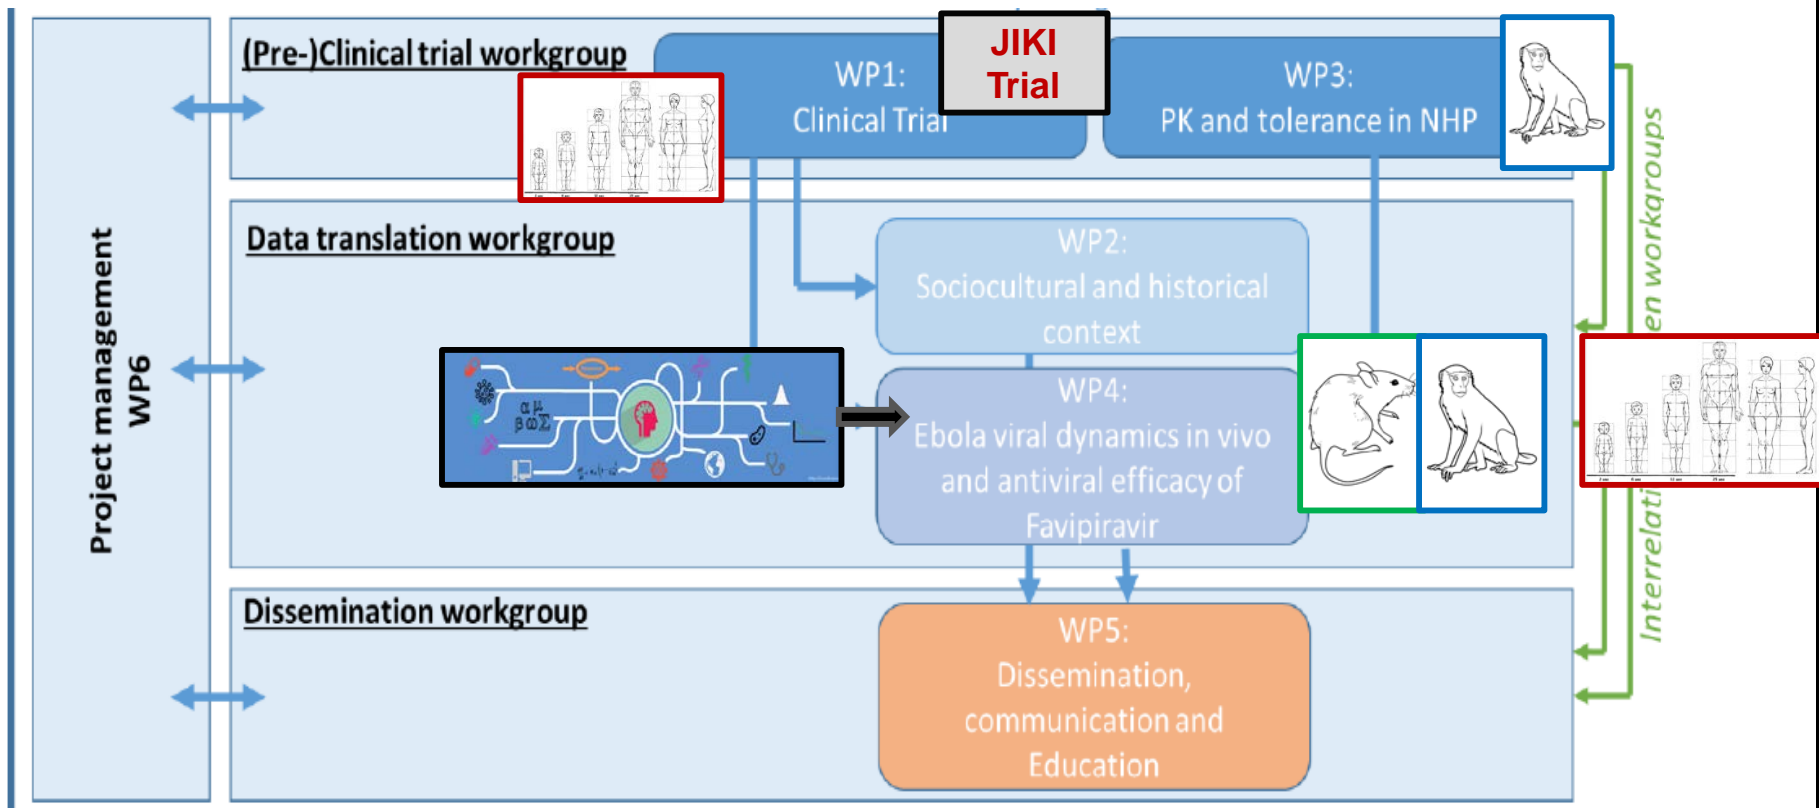 (Pre-)Clinical trial workgroup
JIKI
Trial
WP1:
Clinical Trial
WP3:
PK and tolerance in NHP
Project management
WP6
Data translation workgroup
WP2:
Sociocultural and historical
context
α μ
β ω Σ
WP4:
Ebola viral dynamics in vivo
and antiviral efficacy of
Favipiravir
Dissemination workgroup
WP5:
Dissemination,
communication and
Education
workgroups